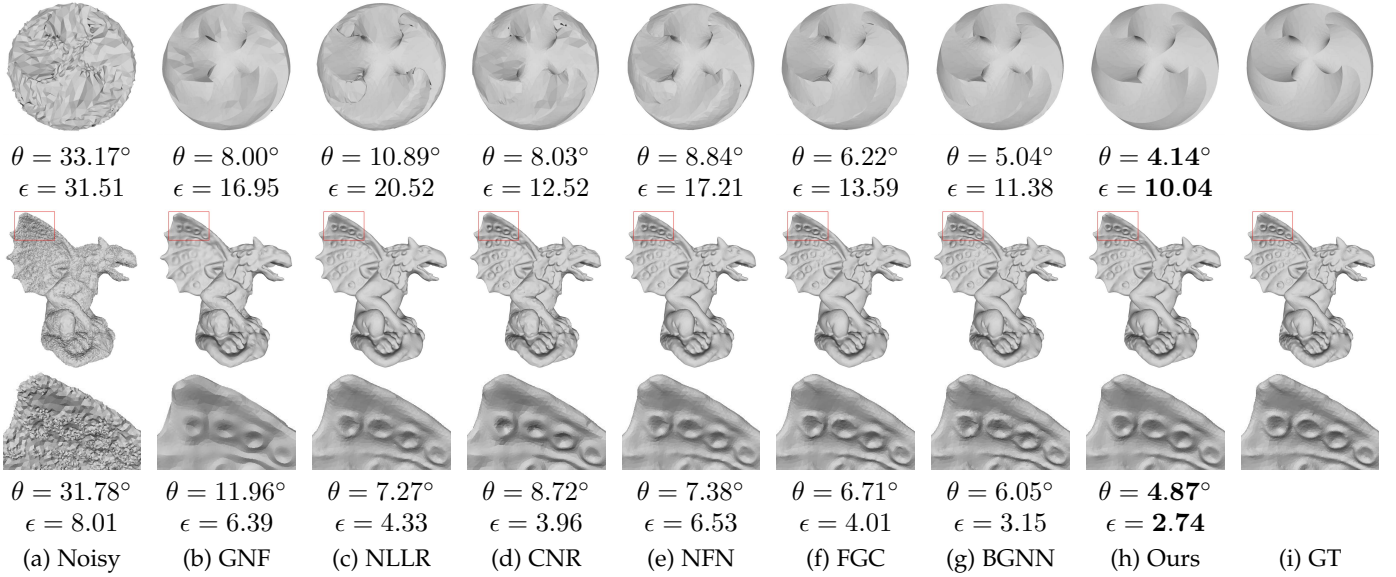 θ = 33.17° θ = 8.00° θ = 10.89° θ = 8.03° θ = 8.84° θ = 6.22° θ = 5.04° θ = 4.14°
ϵ = 31.51 ϵ = 16.95 ϵ = 20.52 ϵ = 12.52 ϵ = 17.21 ϵ = 13.59 ϵ = 11.38 ϵ = 10.04
θ = 31.78° θ = 11.96° θ = 7.27° θ = 8.72° θ = 7.38° θ = 6.71° θ = 6.05° θ = 4.87°
ϵ = 8.01 ϵ = 6.39 ϵ = 4.33 ϵ = 3.96 ϵ = 6.53 ϵ = 4.01 ϵ = 3.15 ϵ = 2.74
(a) Noisy (b) GNF (c) NLLR (d) CNR (e) NFN (f) FGC (g) BGNN (h) Ours (i) GT